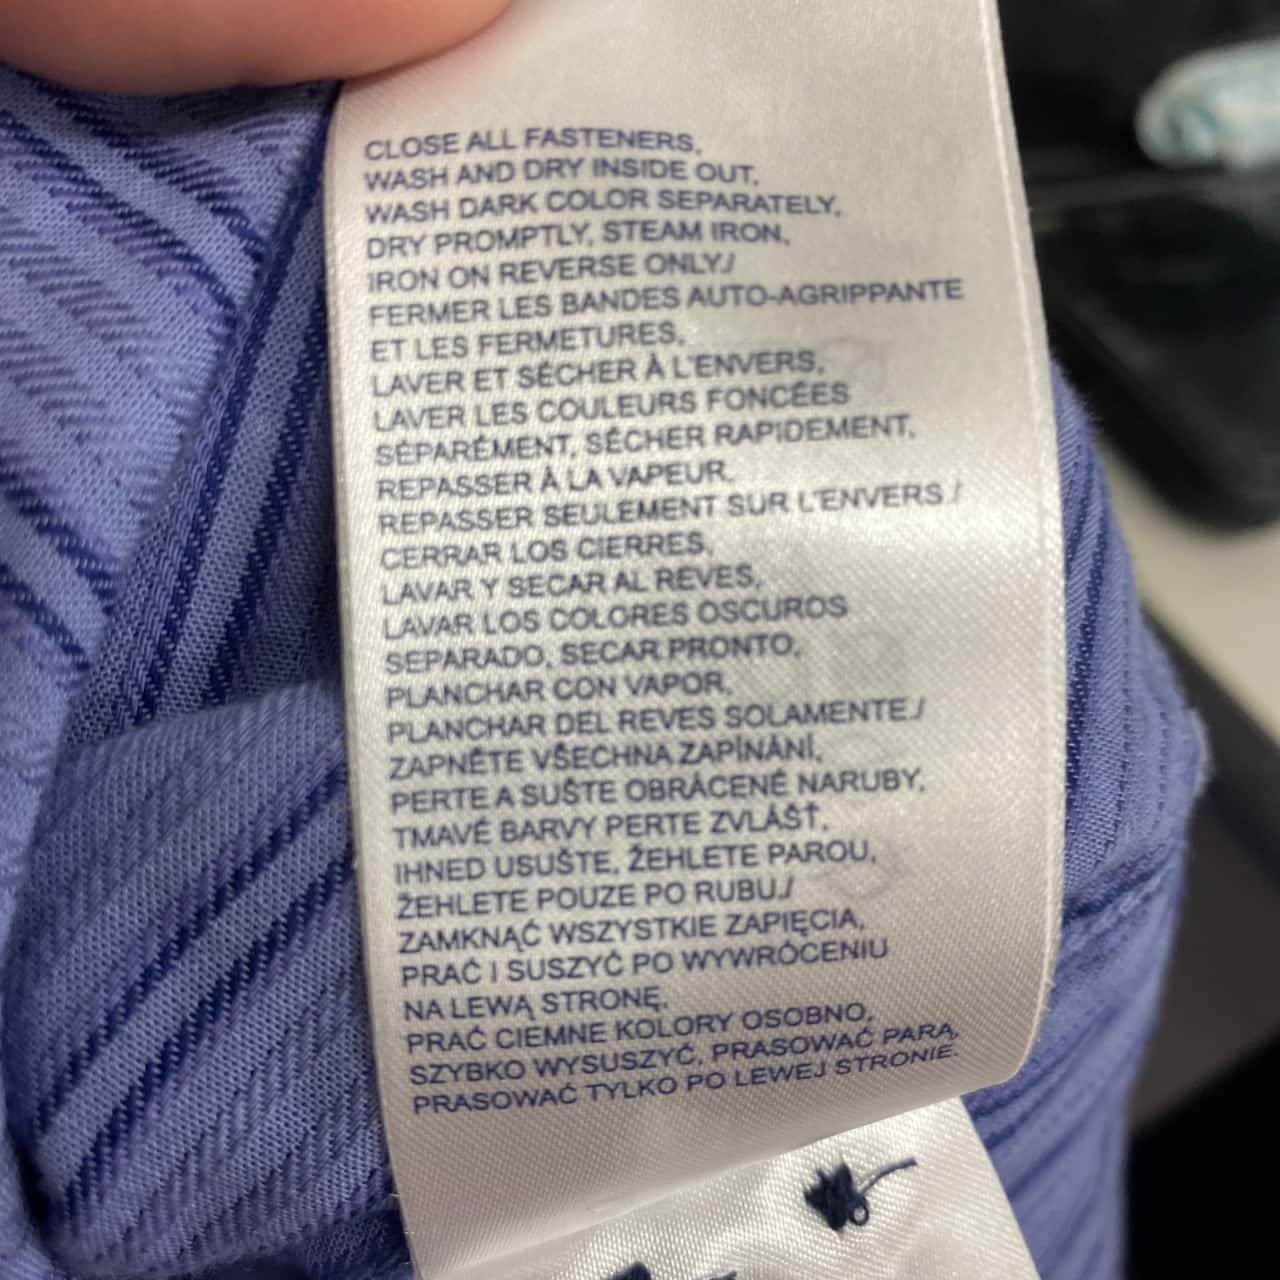 CLOSE ALL FASTENERS,
WASH AND DRY INSIDE OUT,
WASH DARK COLOR SEPARATELY,
DRY PROMPTLY, STEAM IRON,
IRON ON REVERSE ONLY./
FERMER LES BANDES AUTO-AGRIPPANTE
ET LES FERMETURES,
LAVER ET SÉCHER À L'ENVERS,
LAVER LES COULEURS FONCÉES
SÉPARÉMENT, SÉCHER RAPIDEMENT,
REPASSER À LA VAPEUR.
REPASSER SEULEMENT SUR L'ENVERS /
CERRAR LOS CIERRES,
LAVAR Y SECAR AL REVES,
LAVAR LOS COLORES OSCUROS
SEPARADO, SECAR PRONTO,
PLANCHAR CON VAPOR,
PLANCHAR DEL REVES SOLAMENTE./
ZAPNĚTE VŠECHNA ZAPÍNÁNÍ,
PERTE A SUŠTE OBRÁCENÉ NARUBY,
TMAVÉ BARVY PERTE ZVLÁŠŤ,
IHNED USUŠTE, ŽEHLETE PAROU,
ŽEHLETE POUZE PO RUBU./
ZAMKNĄĆ WSZYSTKIE ZAPIĘCIA,
PRAĆ I SUSZYĆ PO WYWRÓCENIU
NA LEWĄ STRONĘ,
PRAĆ CIEMNE KOLORY OSOBNO,
SZYBKO WYSUSZYĆ, PRASOWAĆ PARĄ,
PRASOWAĆ TYLKO PO LEWEJ STRONIE.